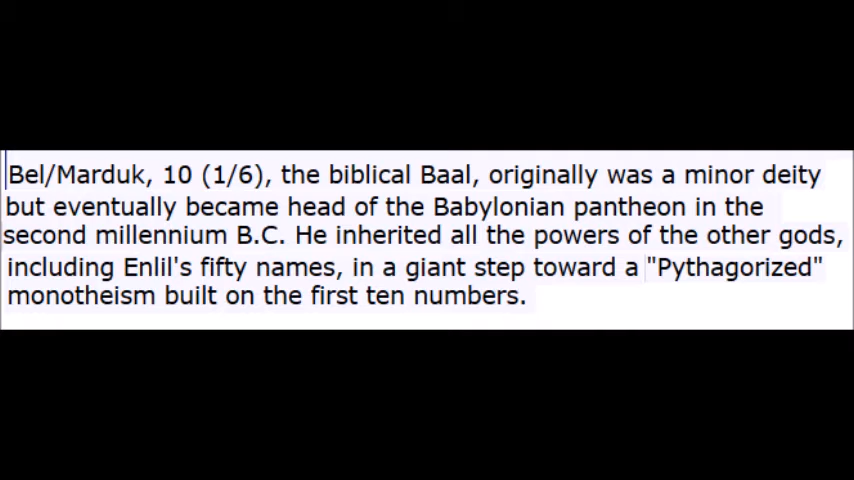 Bel/Marduk, 10 (1/6), the biblical Baal, originally was a minor deity
but eventually became head of the Babylonian pantheon in the
second millennium B.C. He inherited all the powers of the other gods,
including Enlil's fifty names, in a giant step toward a "Pythagorized"
monotheism built on the first ten numbers.